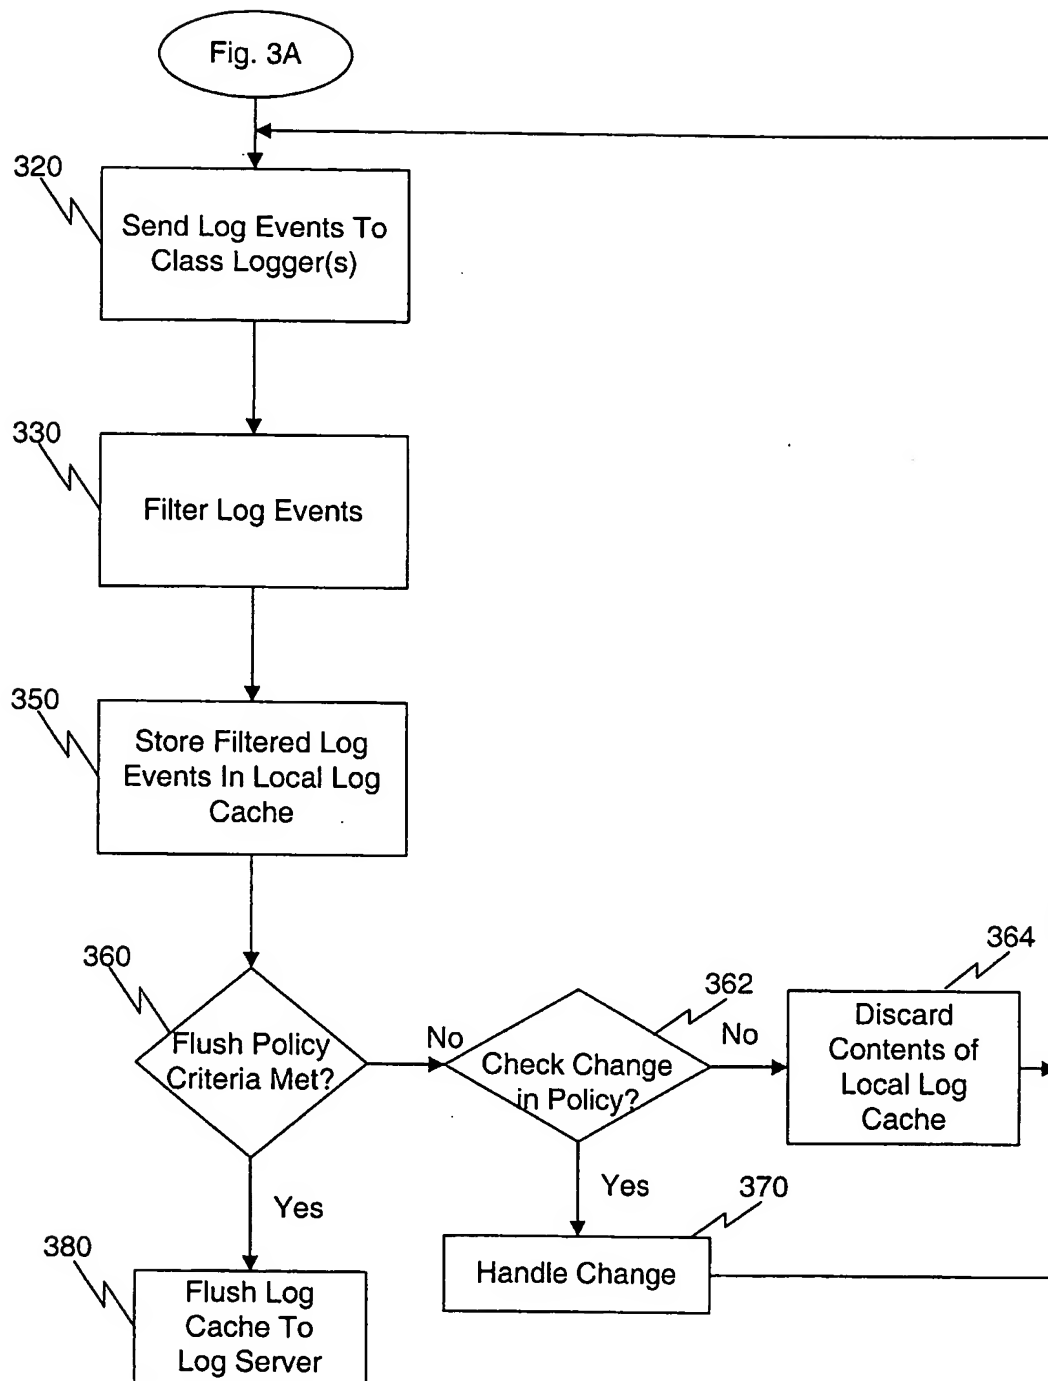 Fig. 3A
320
Send Log Events To
Class Logger(s)
330
Filter Log Events
350
Store Filtered Log
Events In Local Log
Cache
360
Flush Policy
Criteria Met?
No
362
Check Change
in Policy?
No
364
Discard
Contents of
Local Log
Cache
Yes
370
Handle Change
Yes
380
Flush Log
Cache To
Log Server